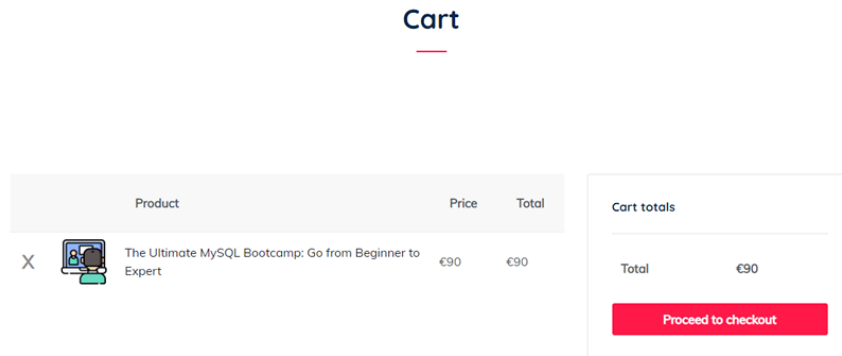 Cart
Product Price Total
X The Ultimate MySQL Bootcamp: Go from Beginner to
Expert
€90 €90
Cart totals
Total €90
Proceed to checkout